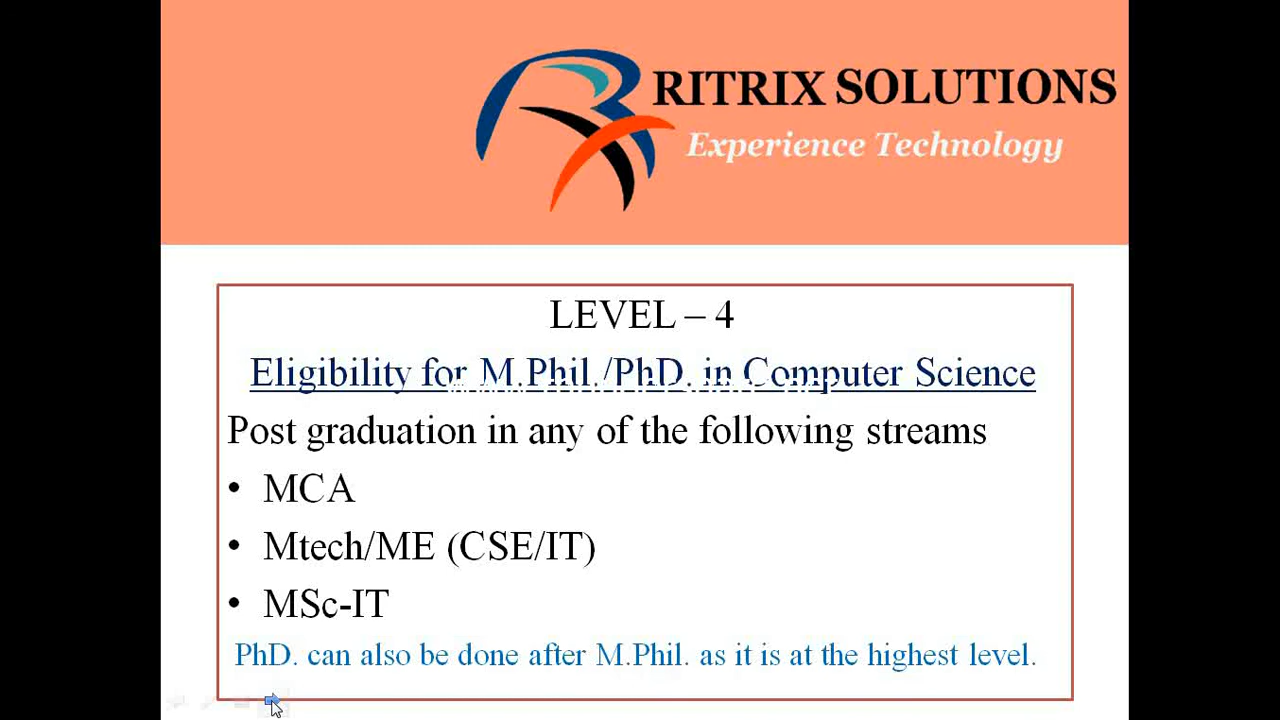 RITRIX SOLUTIONS
Experience Technology
LEVEL – 4
Eligibility for M.Phil./PhD. in Computer Science
Post graduation in any of the following streams
• MCA
• Mtech/ME (CSE/IT)
• MSc-IT
PhD. can also be done after M.Phil. as it is at the highest level.